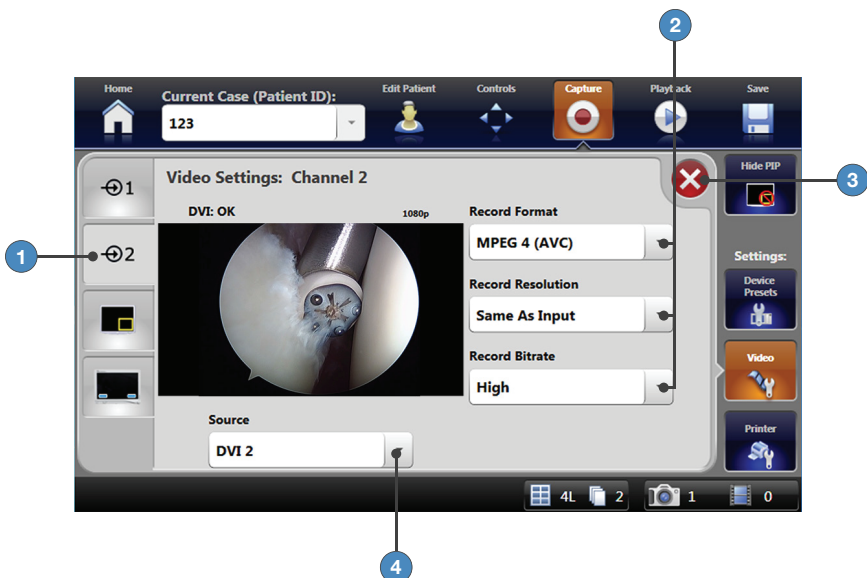 2
Home
Current Case (Patient ID):
123
Edit Patient
Controls
Capture
Playback
Save
1
Video Settings: Channel 2
Hide PIP
3
DVI: OK
1080p
Record Format
MPEG 4 (AVC)
1
2
Settings:
Record Resolution
Same As Input
Device
Presets
Record Bitrate
High
Video
Source
DVI 2
Printer
4L
2
1
0
4